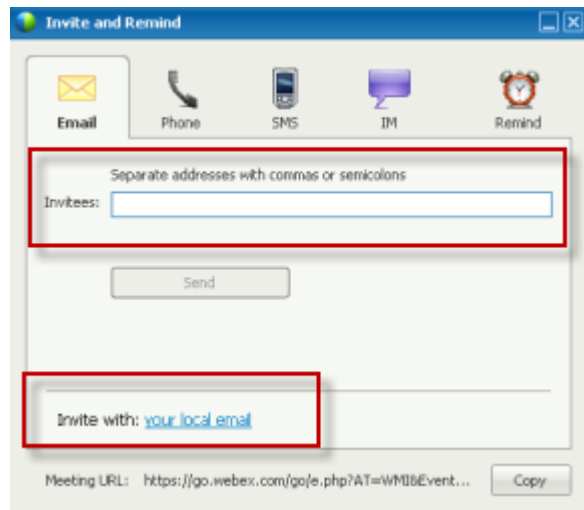 Invite and Remind
Email Phone SMS IM Remind
Separate addresses with commas or semicolons
Invitees:
Send
Invite with: your local email
Meeting URL: https://go.webex.com/go/e.php?AT=WMI&Event... Copy